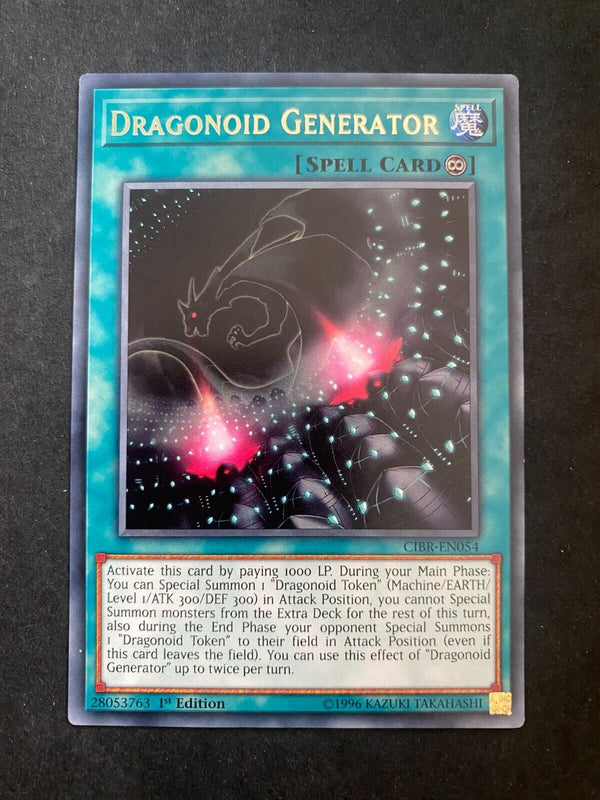 DRAGONOID GENERATOR
SPELL
魔
[SPELL CARD♾]
CIBR-EN054
Activate this card by paying 1000 LP. During your Main Phase:
You can Special Summon 1 "Dragonoid Token" (Machine/EARTH/
Level 1/ATK 300/DEF 300) in Attack Position, you cannot Special
Summon monsters from the Extra Deck for the rest of this turn,
also during the End Phase your opponent Special Summons
1 "Dragonoid Token" to their field in Attack Position (even if
this card leaves the field). You can use this effect of "Dragonoid
Generator" up to twice per turn.
28053763 1st Edition
©1996 KAZUKI TAKAHASHI